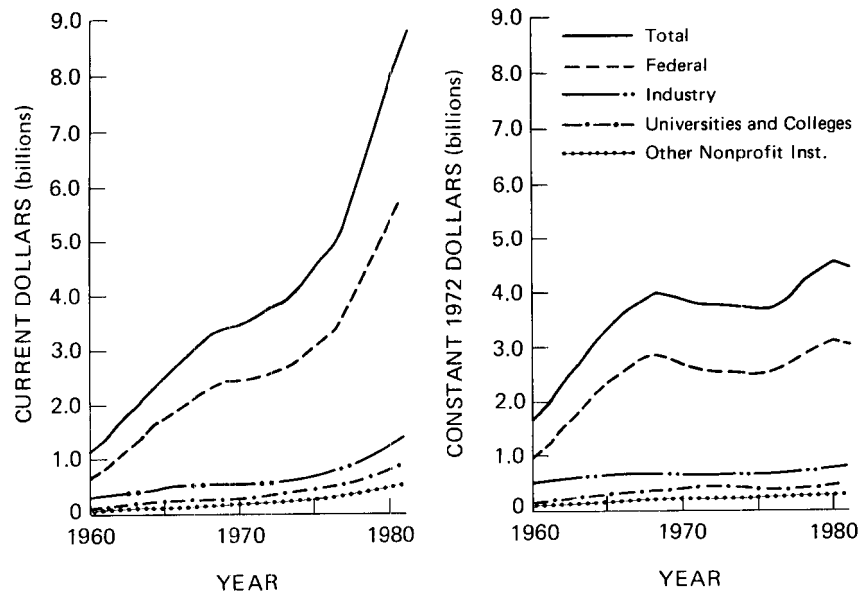 CURRENT DOLLARS (billions)
9.0
8.0
7.0
6.0
5.0
4.0
3.0
2.0
1.0
0
1960
1970
1980
YEAR
CONSTANT 1972 DOLLARS (billions)
9.0
8.0
7.0
6.0
5.0
4.0
3.0
2.0
1.0
0
1960
1970
1980
YEAR
Total
Federal
Industry
Universities and Colleges
Other Nonprofit Inst.